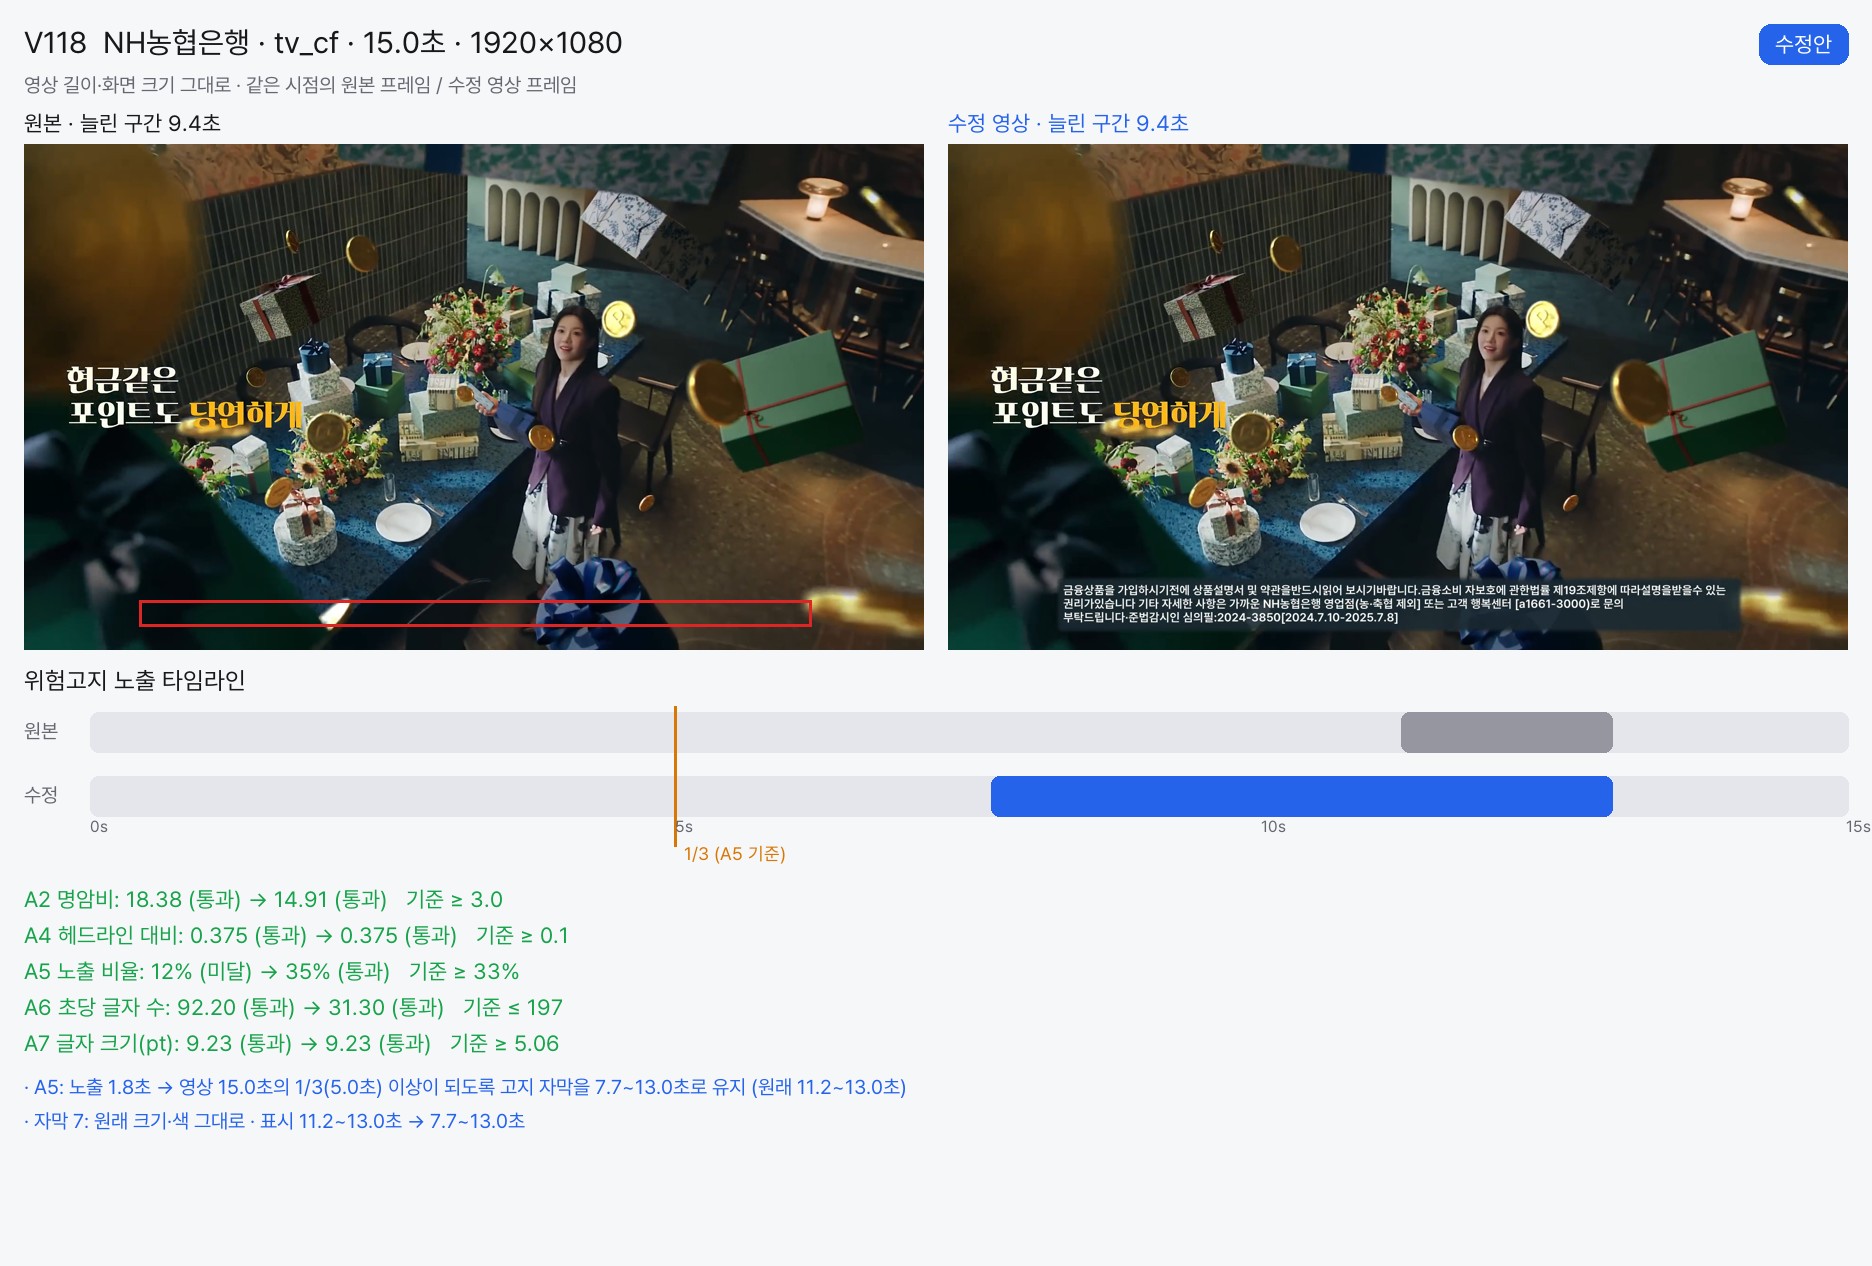 V118 NH농협은행 · tv_cf · 15.0초 · 1920×1080
수정안
영상 길이·화면 크기 그대로 · 같은 시점의 원본 프레임 / 수정 영상 프레임
원본 · 늘린 구간 9.4초
수정 영상 · 늘린 구간 9.4초
현금같은
포인트도 당연하게
현금같은
포인트도 당연하게
금융상품을 가입하시기전에 상품설명서 및 약관을반드시읽어 보시기바랍니다.금융소비 자보호에 관한법률 제19조제항에 따라설명을받을수 있는
권리가있습니다 기타 자세한 사항은 가까운 NH농협은행 영업점(농·축협 제외] 또는 고객 행복센터 [a1661-3000)로 문의
부탁드립니다·준법감시인 심의필:2024-3850[2024.7.10-2025.7.8]
위험고지 노출 타임라인
원본
수정
0s 5s 10s 15s
1/3 (A5 기준)
A2 명암비: 18.38 (통과) → 14.91 (통과) 기준 ≥ 3.0
A4 헤드라인 대비: 0.375 (통과) → 0.375 (통과) 기준 ≥ 0.1
A5 노출 비율: 12% (미달) → 35% (통과) 기준 ≥ 33%
A6 초당 글자 수: 92.20 (통과) → 31.30 (통과) 기준 ≤ 197
A7 글자 크기(pt): 9.23 (통과) → 9.23 (통과) 기준 ≥ 5.06
· A5: 노출 1.8초 → 영상 15.0초의 1/3(5.0초) 이상이 되도록 고지 자막을 7.7~13.0초로 유지 (원래 11.2~13.0초)
· 자막 7: 원래 크기·색 그대로 · 표시 11.2~13.0초 → 7.7~13.0초